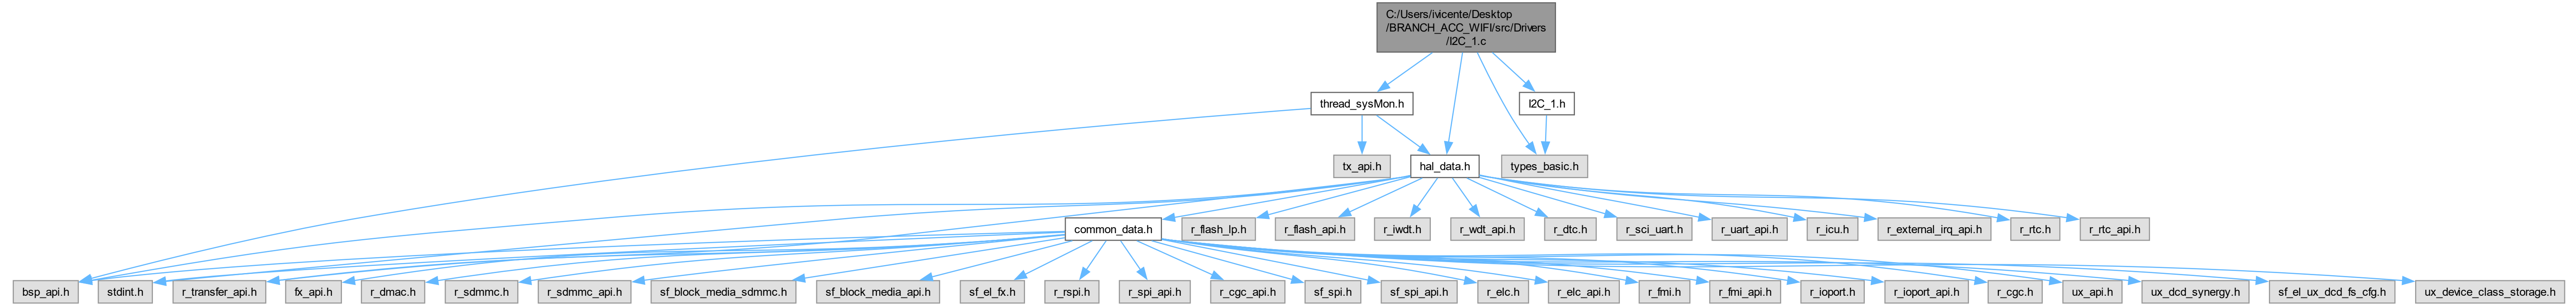 C:/Users/ivicente/Desktop
/BRANCH_ACC_WIFI/src/Drivers
/I2C_1.c
thread_sysMon.h
I2C_1.h
tx_api.h
hal_data.h
types_basic.h
common_data.h
r_flash_lp.h
r_flash_api.h
r_iwdt.h
r_wdt_api.h
r_dtc.h
r_sci_uart.h
r_uart_api.h
r_icu.h
r_external_irq_api.h
r_rtc.h
r_rtc_api.h
bsp_api.h
stdint.h
r_transfer_api.h
fx_api.h
r_dmac.h
r_sdmmc.h
r_sdmmc_api.h
sf_block_media_sdmmc.h
sf_block_media_api.h
sf_el_fx.h
r_rspi.h
r_spi_api.h
r_cgc_api.h
sf_spi.h
sf_spi_api.h
r_elc.h
r_elc_api.h
r_fmi.h
r_fmi_api.h
r_ioport.h
r_ioport_api.h
r_cgc.h
ux_api.h
ux_dcd_synergy.h
sf_el_ux_dcd_fs_cfg.h
ux_device_class_storage.h